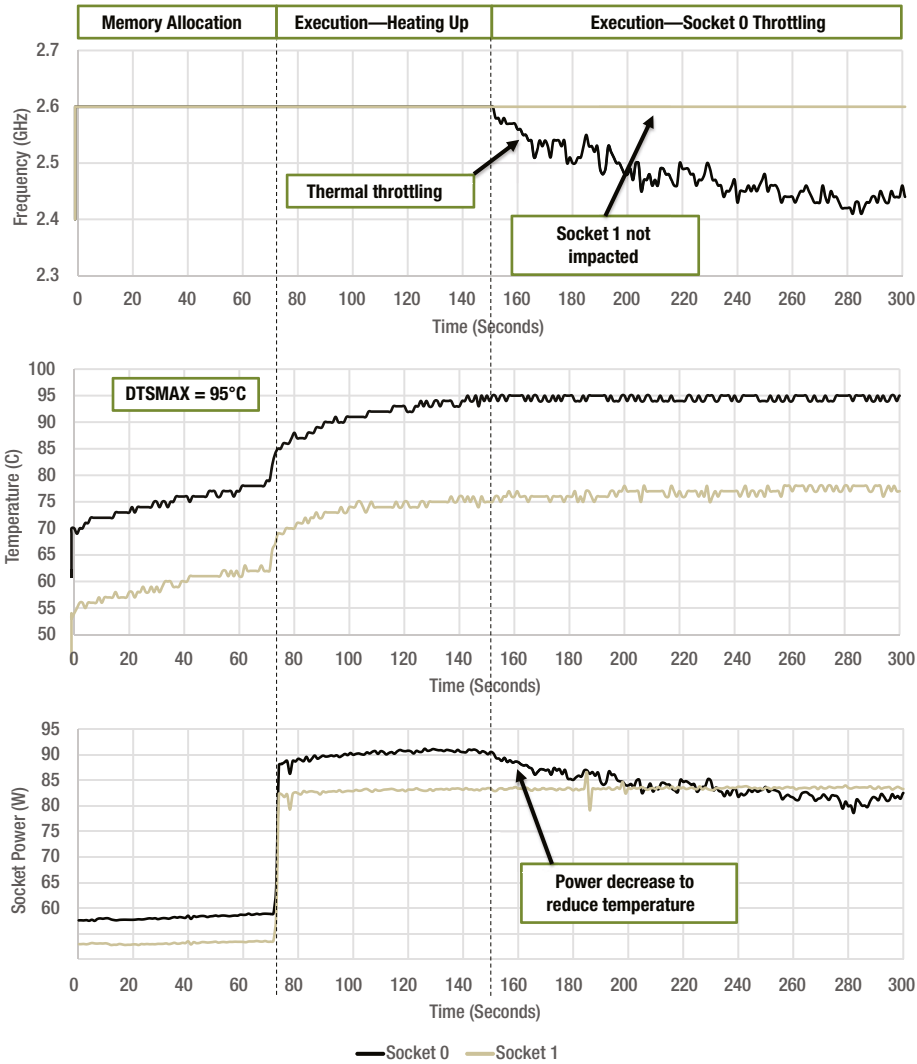 Memory Allocation Execution—Heating Up Execution—Socket 0 Throttling
2.7
2.6
2.5
2.4
2.3
Frequency (GHz)
Thermal throttling
Socket 1 not
impacted
0 20 40 60 80 100 120 140 160 180 200 220 240 260 280 300
Time (Seconds)
100
95
90
85
80
75
70
65
60
55
50
Temperature (C)
DTSMAX = 95°C
0 20 40 60 80 100 120 140 160 180 200 220 240 260 280 300
Time (Seconds)
95
90
85
80
75
70
65
60
Socket Power (W)
Power decrease to
reduce temperature
0 20 40 60 80 100 120 140 160 180 200 220 240 260 280 300
Time (Seconds)
Socket 0 Socket 1